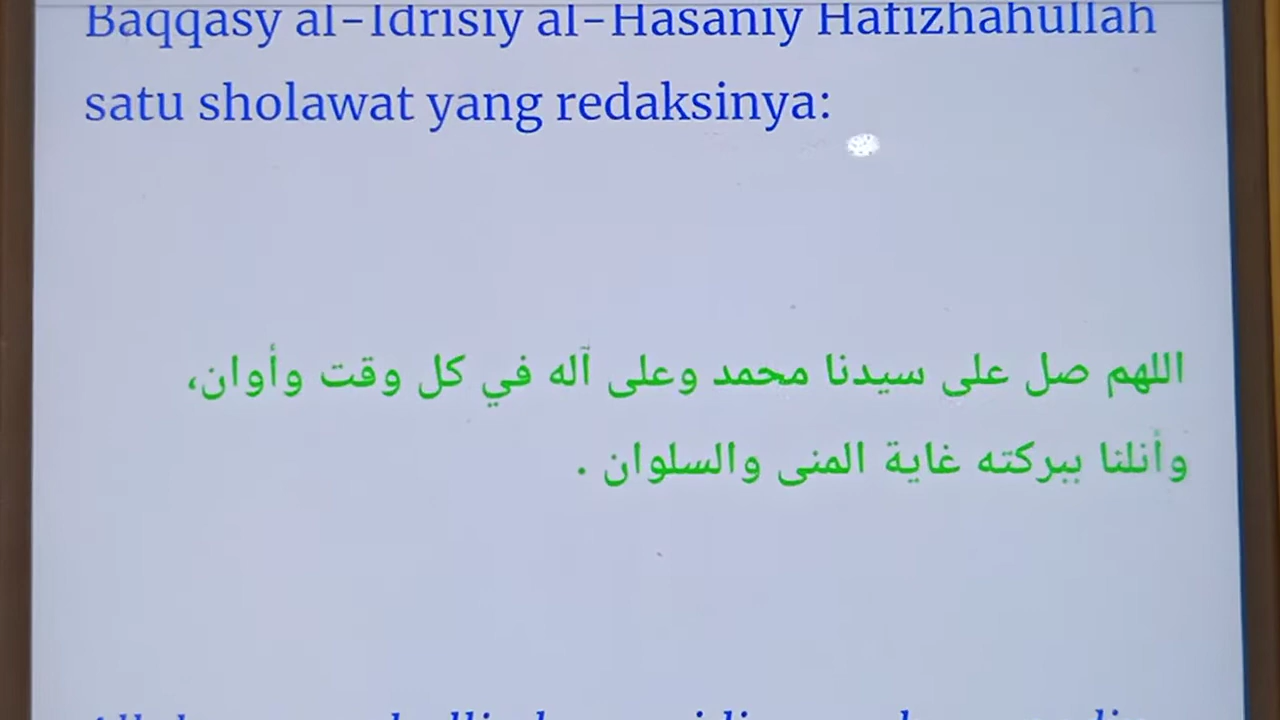 Baqqasy al-Idrisiy al-Hasaniy Hafizhahullah
satu sholawat yang redaksinya:
اللهم صل على سيدنا محمد وعلى آله في كل وقت وأوان،
وأنلنا ببركته غاية المنى والسلوان .